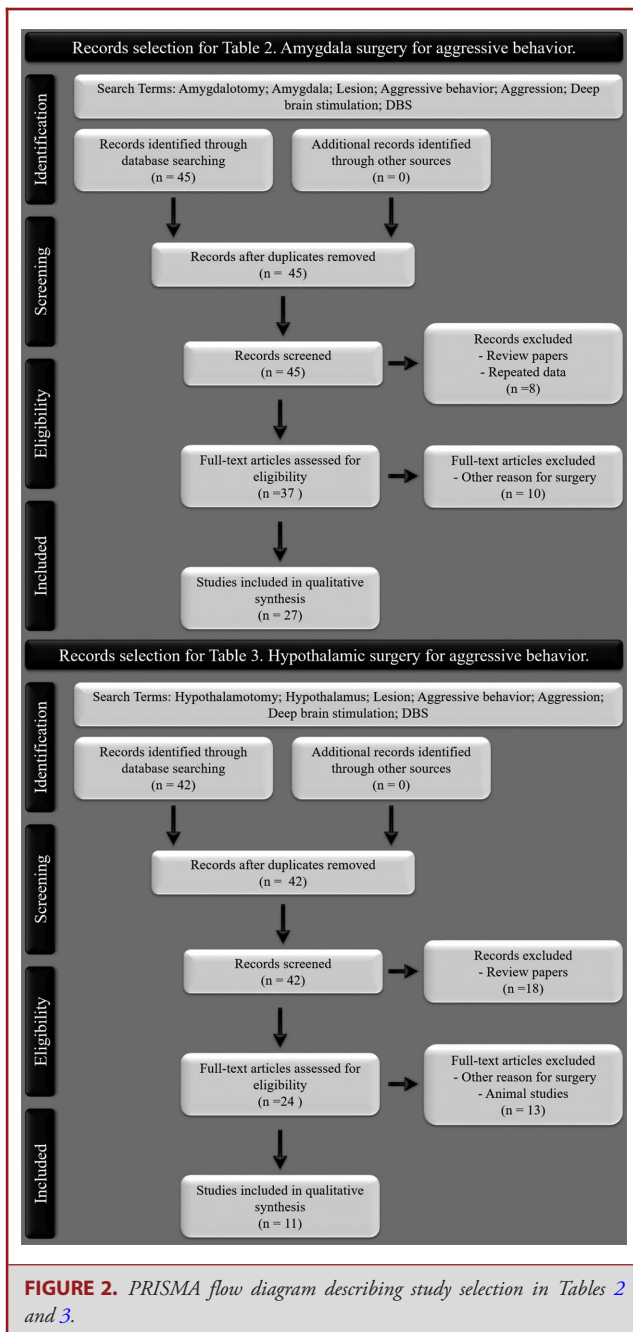 Records selection for Table 2. Amygdala surgery for aggressive behavior.
Identification
Search Terms: Amygdalotomy; Amygdala; Lesion; Aggressive behavior; Aggression; Deep
brain stimulation; DBS
Records identified through
database searching
(n = 45)
Additional records identified
through other sources
(n = 0)
Screening
Records after duplicates removed
(n = 45)
Records screened
(n = 45)
Records excluded
- Review papers
- Repeated data
(n =8)
Eligibility
Full-text articles assessed for
eligibility
(n =37 )
Full-text articles excluded
- Other reason for surgery
(n = 10)
Included
Studies included in qualitative
synthesis
(n = 27)
Records selection for Table 3. Hypothalamic surgery for aggressive behavior.
Identification
Search Terms: Hypothalamotomy; Hypothalamus; Lesion; Aggressive behavior; Aggression;
Deep brain stimulation; DBS
Records identified through
database searching
(n = 42)
Additional records identified
through other sources
(n = 0)
Screening
Records after duplicates removed
(n = 42)
Records screened
(n = 42)
Records excluded
- Review papers
(n =18)
Eligibility
Full-text articles assessed for
eligibility
(n =24 )
Full-text articles excluded
- Other reason for surgery
- Animal studies
(n = 13)
Included
Studies included in qualitative
synthesis
(n = 11)
FIGURE 2. PRISMA flow diagram describing study selection in Tables 2
and 3.